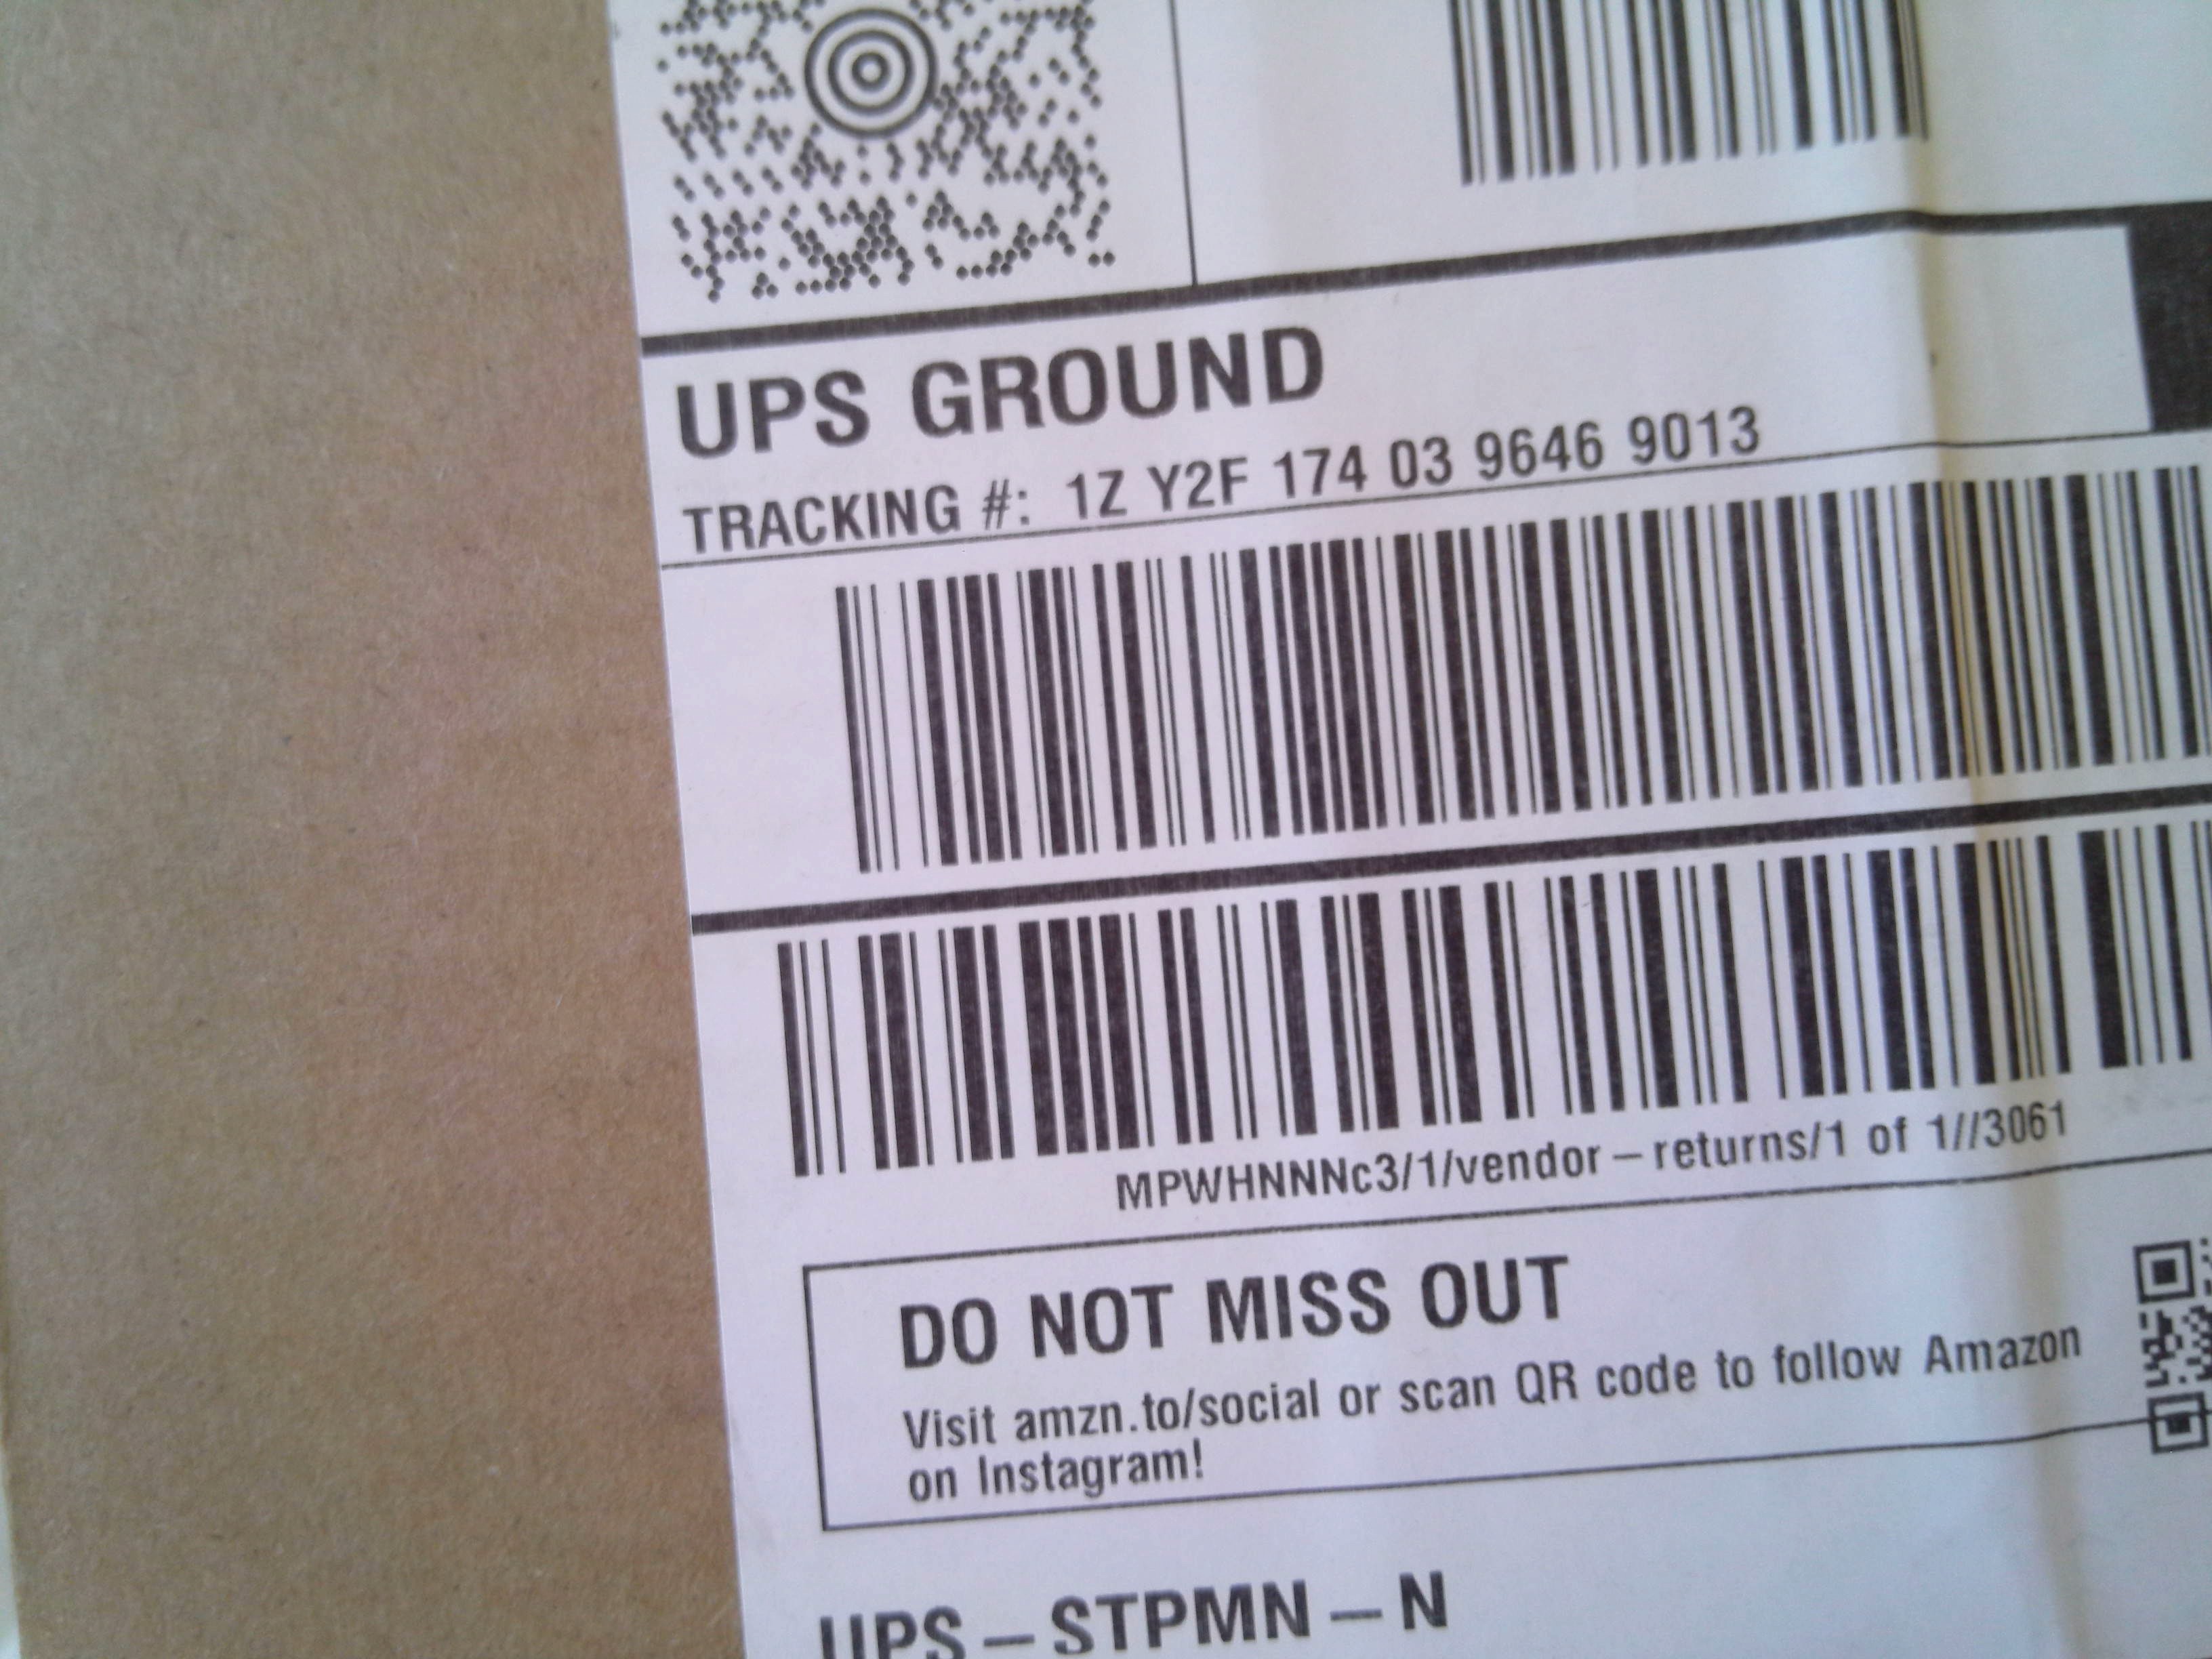 UPS GROUND
TRACKING #: 1Z Y2F 174 03 9646 9013
MPWHNNNc3/1/vendor-returns/1 of 1//3061
DO NOT MISS OUT
Visit amzn.to/social or scan QR code to follow Amazon
on Instagram!
UPS-STPMN-N